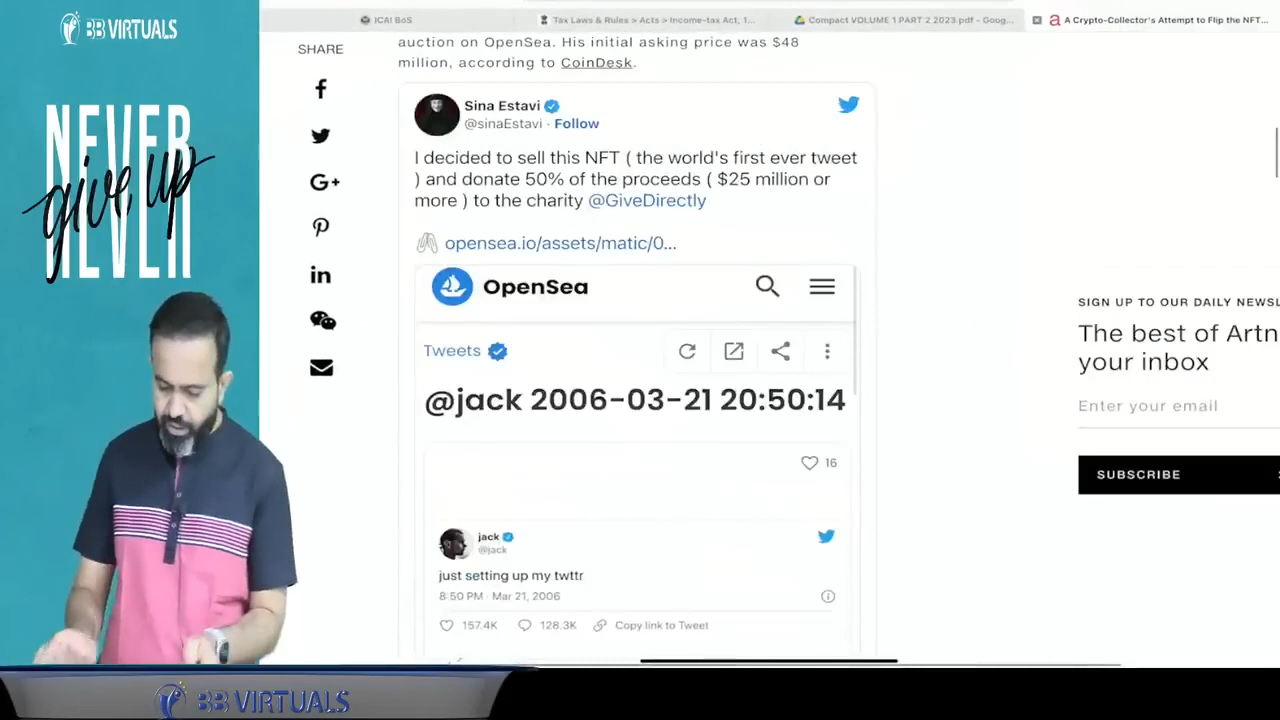 BB VIRTUALS
NEVER
give up
NEVER
ICAI BoS
Tax Laws & Rules > Acts > Income-tax Act, 1...
Compact VOLUME 1 PART 2 2023.pdf - Goog...
A Crypto-Collector's Attempt to Flip the NFT...
SHARE
auction on OpenSea. His initial asking price was $48
million, according to CoinDesk.
Sina Estavi
@sinaEstavi · Follow
I decided to sell this NFT ( the world's first ever tweet
) and donate 50% of the proceeds ( $25 million or
more ) to the charity @GiveDirectly
opensea.io/assets/matic/0...
OpenSea
Tweets
@jack 2006-03-21 20:50:14
16
jack
@jack
just setting up my twttr
8:50 PM · Mar 21, 2006
157.4K
128.3K
Copy link to Tweet
SIGN UP TO OUR DAILY NEWSL
The best of Artn
your inbox
Enter your email
SUBSCRIBE
BB VIRTUALS